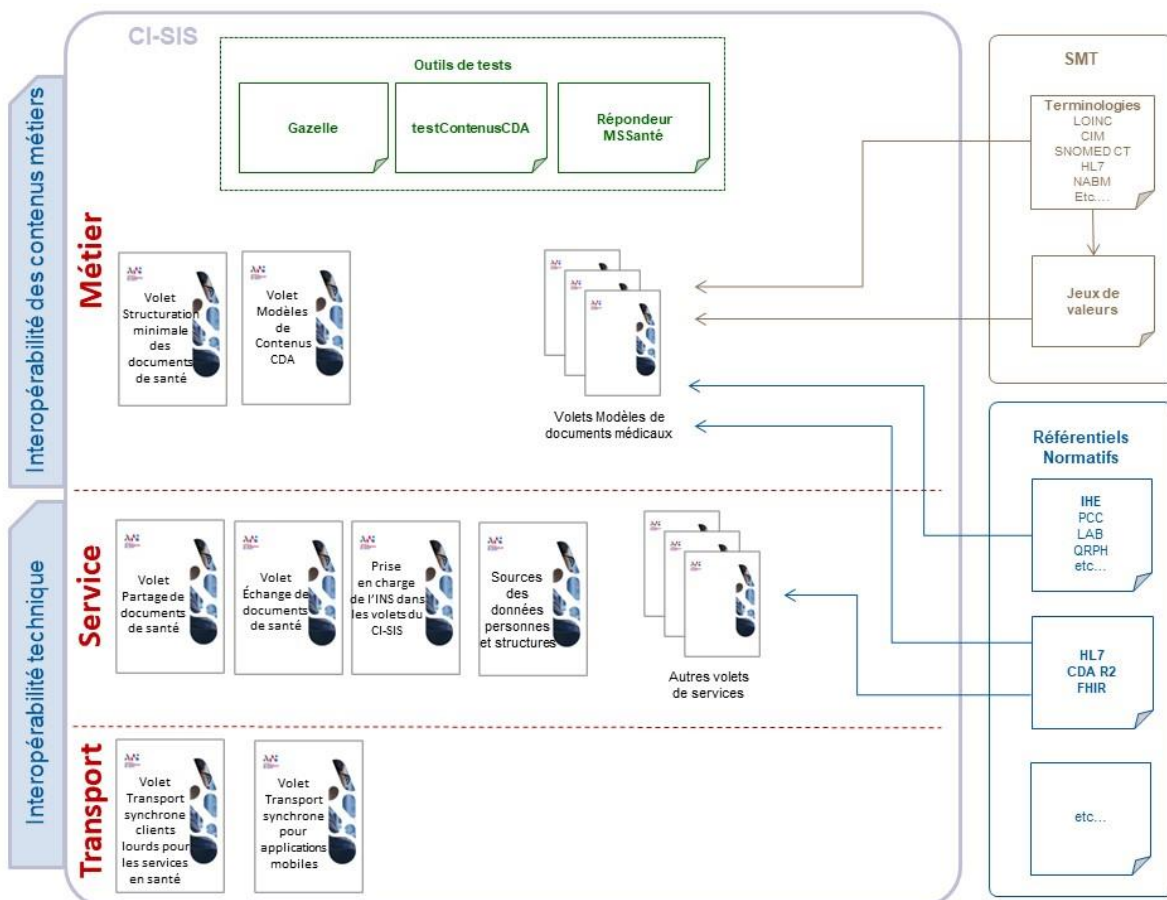 CI-SIS
Interopérabilité des contenus métiers
Interopérabilité technique
Métier
Outils de tests
Gazelle
testContenusCDA
Répondeur
MSSanté
Volet
Structuration
minimale
des
documents
de santé
Volet
Modèles
de
Contenus
CDA
Volets Modèles de
documents médicaux
Service
Volet
Partage de
documents
de santé
Volet
Échange de
documents
de santé
Prise
en charge
de l’INS dans
les volets du
CI-SIS
Sources
des
données
personnes
et structures
Autres volets
de services
Transport
Volet
Transport
synchrone
clients
lourds pour
les services
en santé
Volet
Transport
synchrone
pour
applications
mobiles
SMT
Terminologies
LOINC
CIM
SNOMED CT
HL7
NABM
Etc....
Jeux de
valeurs
Référentiels
Normatifs
IHE
PCC
LAB
QRPH
etc...
HL7
CDA R2
FHIR
etc...